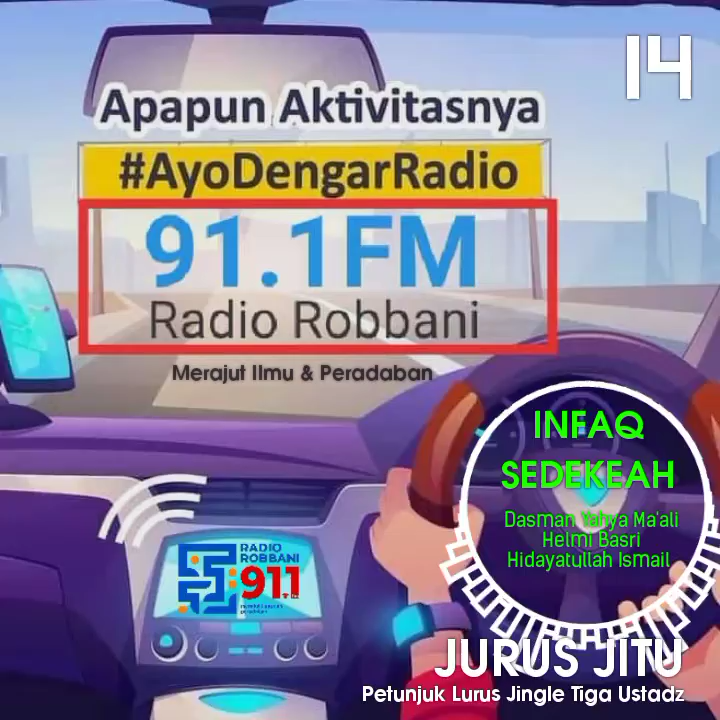 14
Apapun Aktivitasnya
#AyoDengarRadio
91.1FM
Radio Robbani
Merajut Ilmu & Peradaban
INFAQ
SEDEKEAH
Dasman Yahya Ma'ali
Helmi Basri
Hidayatullah Ismail
RADIO
ROBBANI
911
JURUS JITU
Petunjuk Lurus Jingle Tiga Ustadz